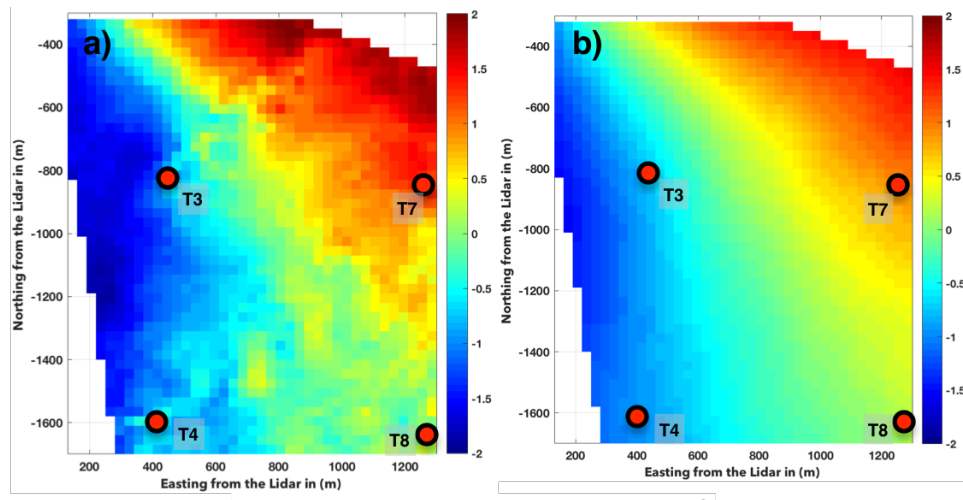 a)
-400
-600
-800
-1000
-1200
-1400
-1600
Northing from the Lidar in (m)
200 400 600 800 1000 1200
Easting from the Lidar in (m)
T3
T7
T4
T8
2
1.5
1
0.5
0
-0.5
-1
-1.5
-2
b)
-400
-600
-800
-1000
-1200
-1400
-1600
Northing from the Lidar in (m)
200 400 600 800 1000 1200
Easting from the Lidar in (m)
T3
T7
T4
T8
2
1.5
1
0.5
0
-0.5
-1
-1.5
-2